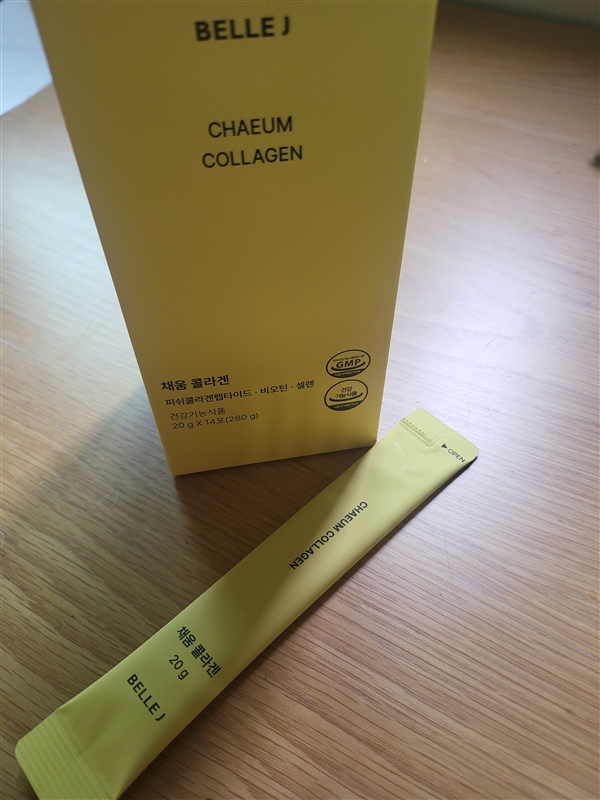 BELLE J
CHAEUM
COLLAGEN
채움 콜라겐
피쉬콜라겐펩타이드 · 비오틴 · 셀렌
건강기능식품
20 g X 14포(280 g)
GMP
건강
기능식품
▶ OPEN
CHAEUM COLLAGEN
채움 콜라겐
20 g
BELLE J